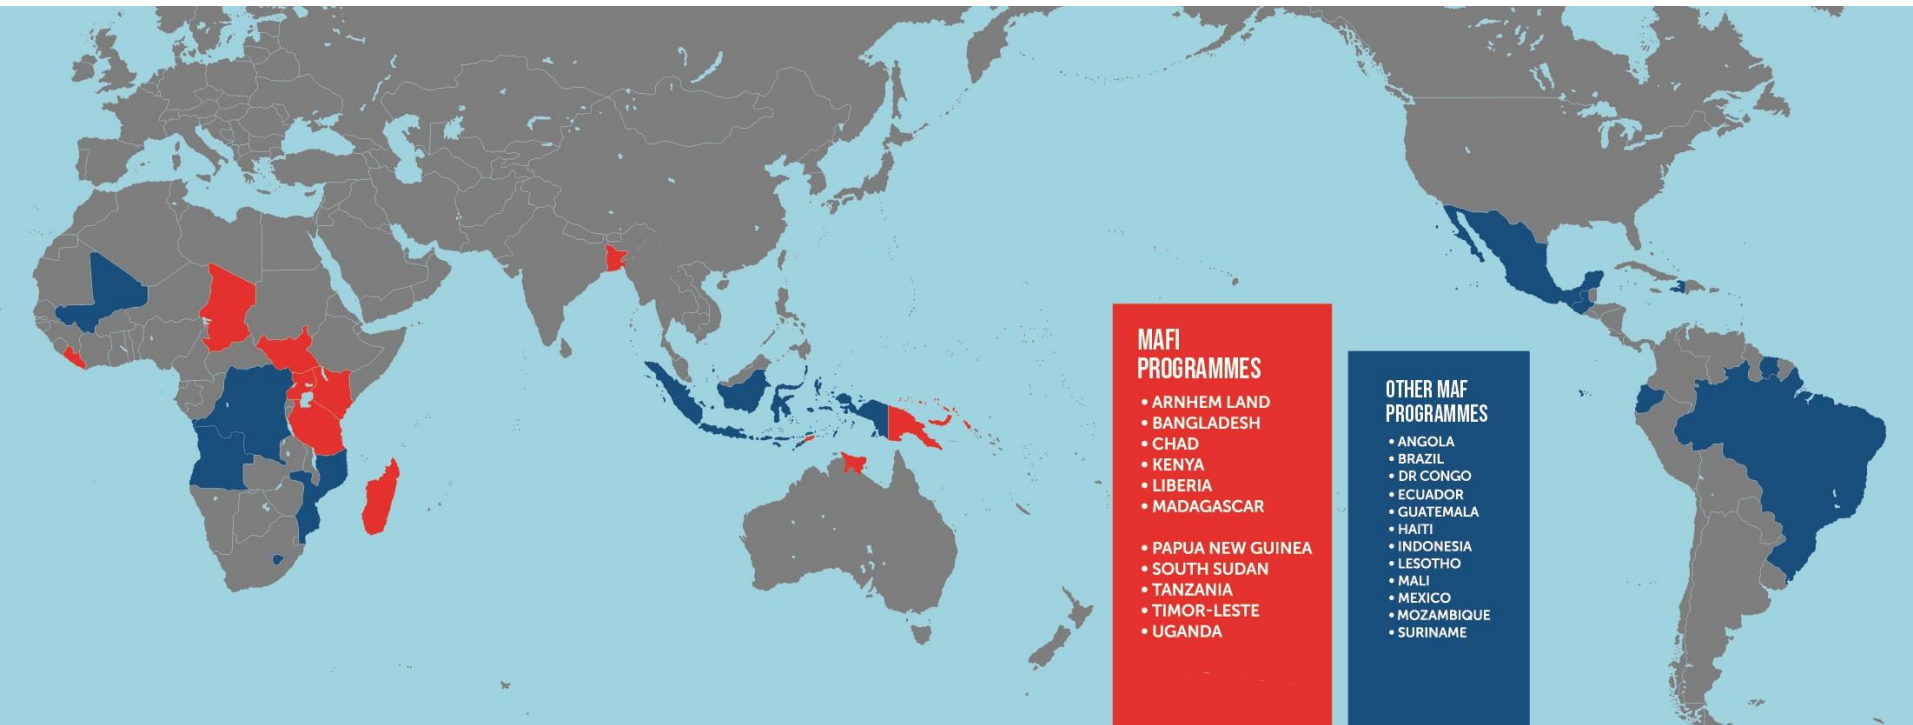 MAFI
PROGRAMMES
• ARNHEM LAND
• BANGLADESH
• CHAD
• KENYA
• LIBERIA
• MADAGASCAR
• PAPUA NEW GUINEA
• SOUTH SUDAN
• TANZANIA
• TIMOR-LESTE
• UGANDA
OTHER MAF
PROGRAMMES
• ANGOLA
• BRAZIL
• DR CONGO
• ECUADOR
• GUATEMALA
• HAITI
• INDONESIA
• LESOTHO
• MALI
• MEXICO
• MOZAMBIQUE
• SURINAME